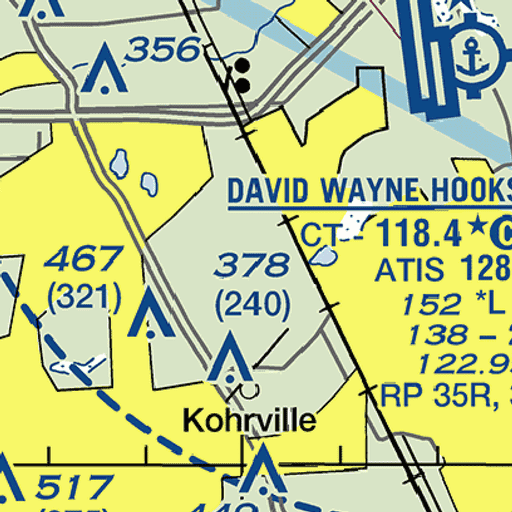 356
DAVID WAYNE HOOKS
CT - 118.4 * C
467
(321)
378
(240)
ATIS 128
152 *L
138 - 
122.9
RP 35R,
Kohrville
517